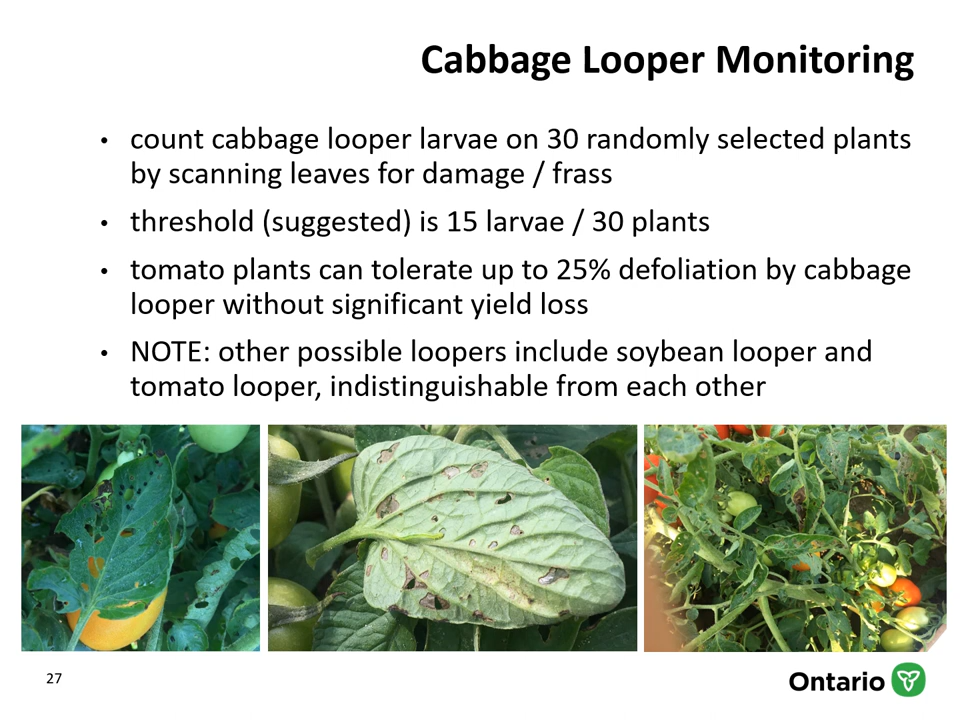 Cabbage Looper Monitoring
• count cabbage looper larvae on 30 randomly selected plants
by scanning leaves for damage / frass
• threshold (suggested) is 15 larvae / 30 plants
• tomato plants can tolerate up to 25% defoliation by cabbage
looper without significant yield loss
• NOTE: other possible loopers include soybean looper and
tomato looper, indistinguishable from each other
27
Ontario